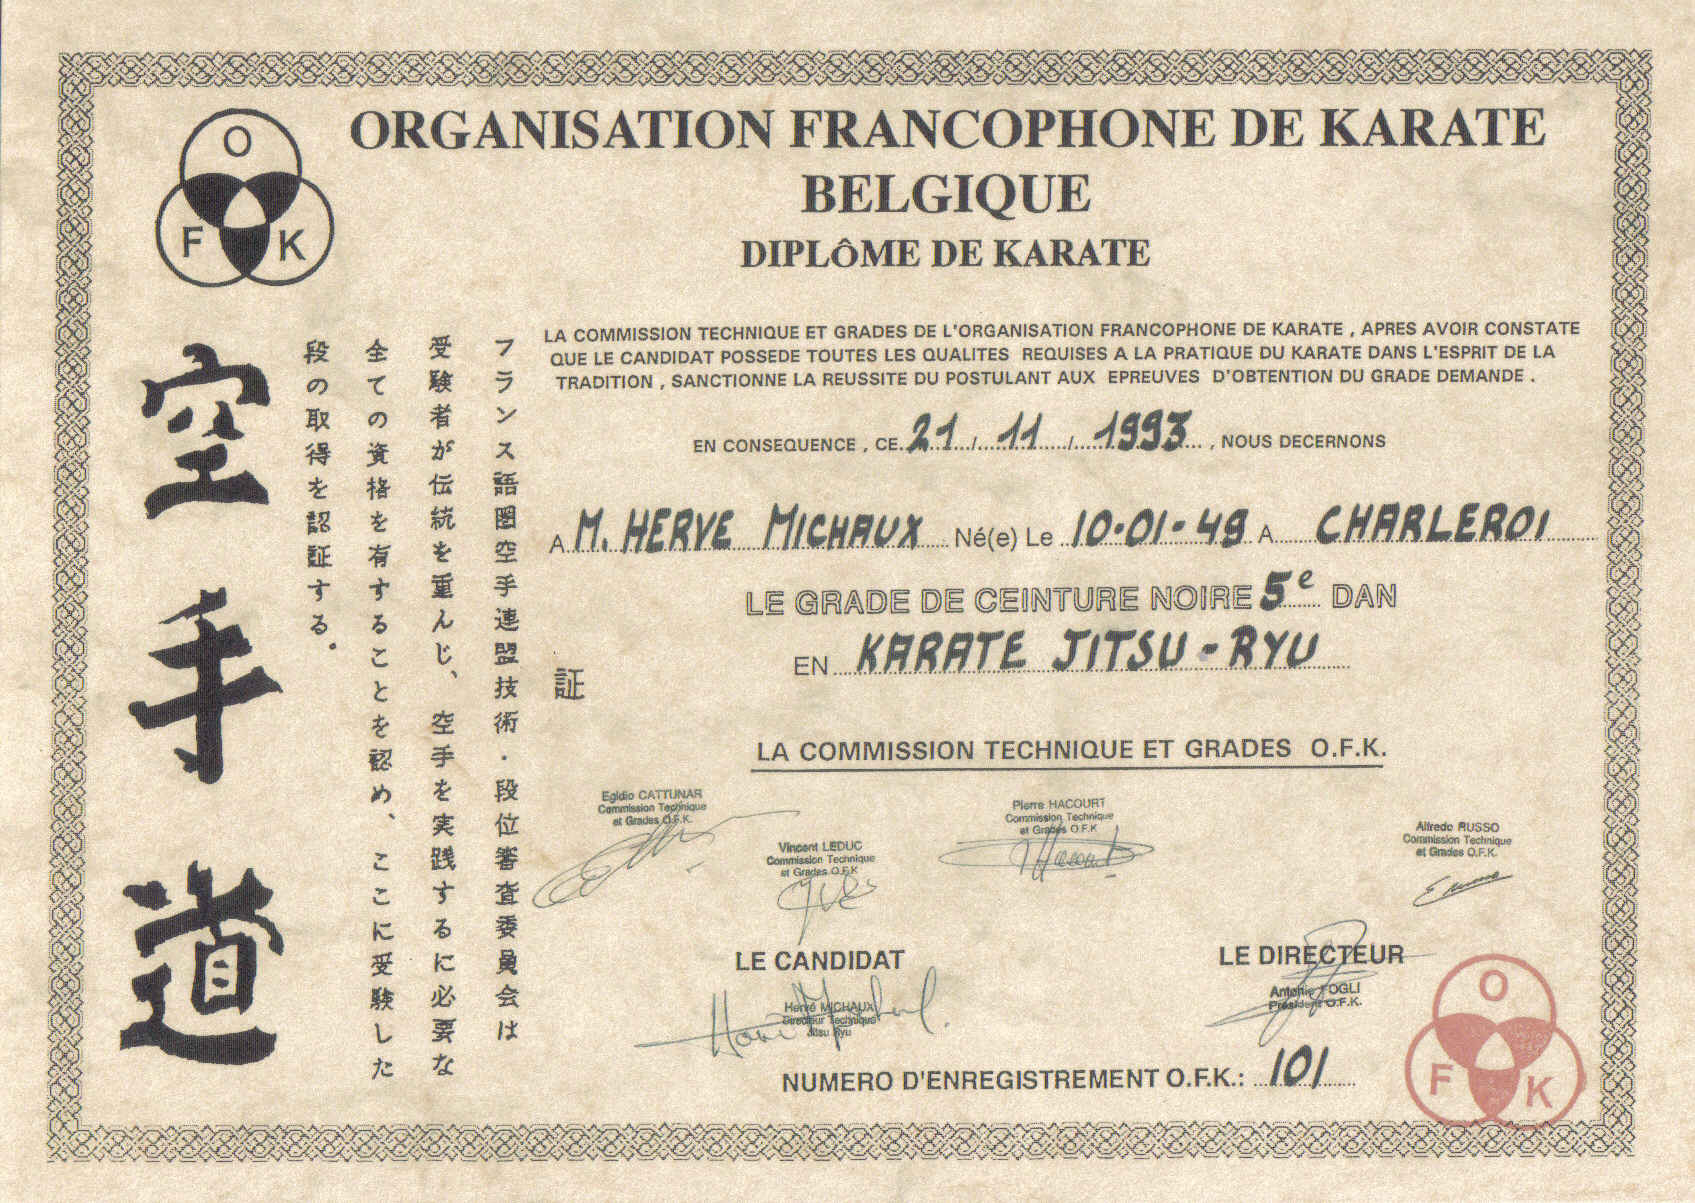 O
F K
ORGANISATION FRANCOPHONE DE KARATE
BELGIQUE
DIPLÔME DE KARATE
空手道
フランス語圏空手連盟技術・段位審査委員会は
受験者が伝統を重んじ、空手を実践するに必要な
全ての資格を有することを認め、ここに受験した
段の取得を認証する.
証
LA COMMISSION TECHNIQUE ET GRADES DE L'ORGANISATION FRANCOPHONE DE KARATE , APRES AVOIR CONSTATE
QUE LE CANDIDAT POSSEDE TOUTES LES QUALITES REQUISES A LA PRATIQUE DU KARATE DANS L'ESPRIT DE LA
TRADITION , SANCTIONNE LA REUSSITE DU POSTULANT AUX EPREUVES D'OBTENTION DU GRADE DEMANDE .
EN CONSEQUENCE , CE 21 / 11 / 1993 , NOUS DECERNONS
A M. HERVE MICHAUX Né(e) Le 10-01-49 A CHARLEROI
LE GRADE DE CEINTURE NOIRE 5e DAN
EN KARATE JITSU-RYU
LA COMMISSION TECHNIQUE ET GRADES O.F.K.
Egidio CATTUNAR
Commission Technique
et Grades O.F.K.
Vincent LEDUC
Commission Technique
et Grades O.F.K
Pierre HACOURT
Commission Technique
et Grades O.F.K
Alfredo RUSSO
Commission Technique
et Grades O.F.K.
LE CANDIDAT
Hervé MICHAUX
Directeur Technique
Jitsu Ryu
LE DIRECTEUR
Antonio FOGLI
Président O.F.K.
NUMERO D'ENREGISTREMENT O.F.K.: 101
O
F K